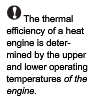 The thermal
efficiency of a heat
engine is deter-
mined by the upper
and lower operating
temperatures of the
engine.